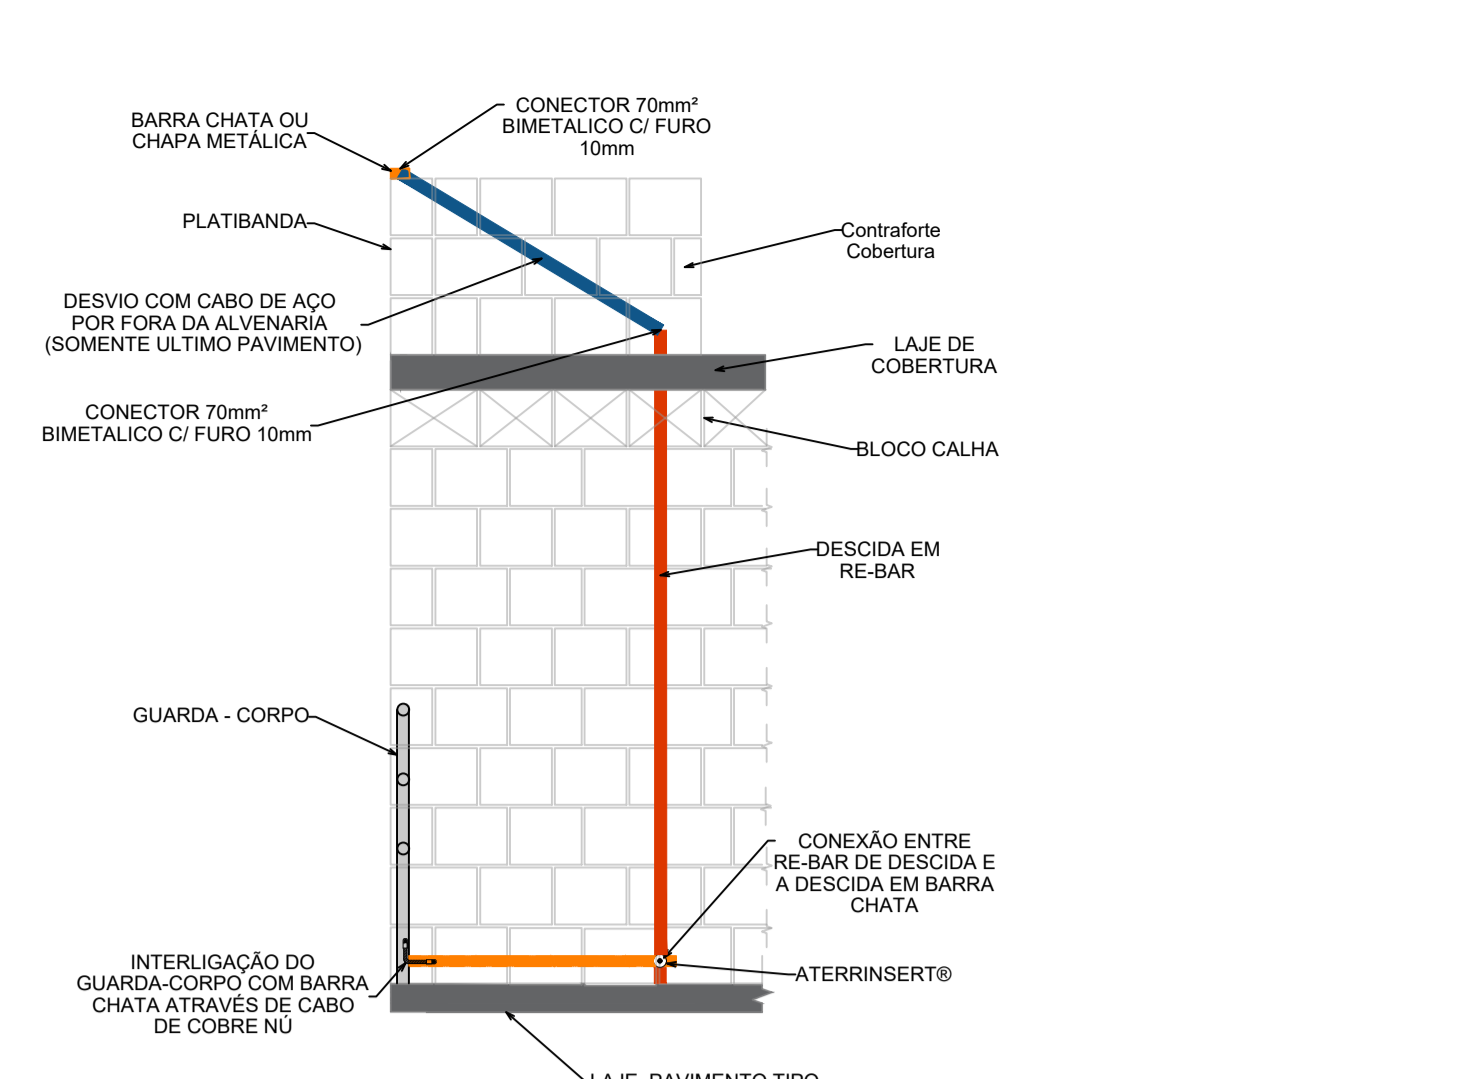 BARRA CHATA OU
CHAPA METÁLICA
CONECTOR 70mm²
BIMETALICO C/ FURO
10mm
PLATIBANDA
Contraforte
Cobertura
DESVIO COM CABO DE AÇO
POR FORA DA ALVENARIA
(SOMENTE ULTIMO PAVIMENTO)
LAJE DE
COBERTURA
CONECTOR 70mm²
BIMETALICO C/ FURO 10mm
BLOCO CALHA
DESCIDA EM
RE-BAR
GUARDA - CORPO
CONEXÃO ENTRE
RE-BAR DE DESCIDA E
A DESCIDA EM BARRA
CHATA
INTERLIGAÇÃO DO
GUARDA-CORPO COM BARRA
CHATA ATRAVÉS DE CABO
DE COBRE NÚ
ATERRINSERT®
LAJE PAVIMENTO TIPO